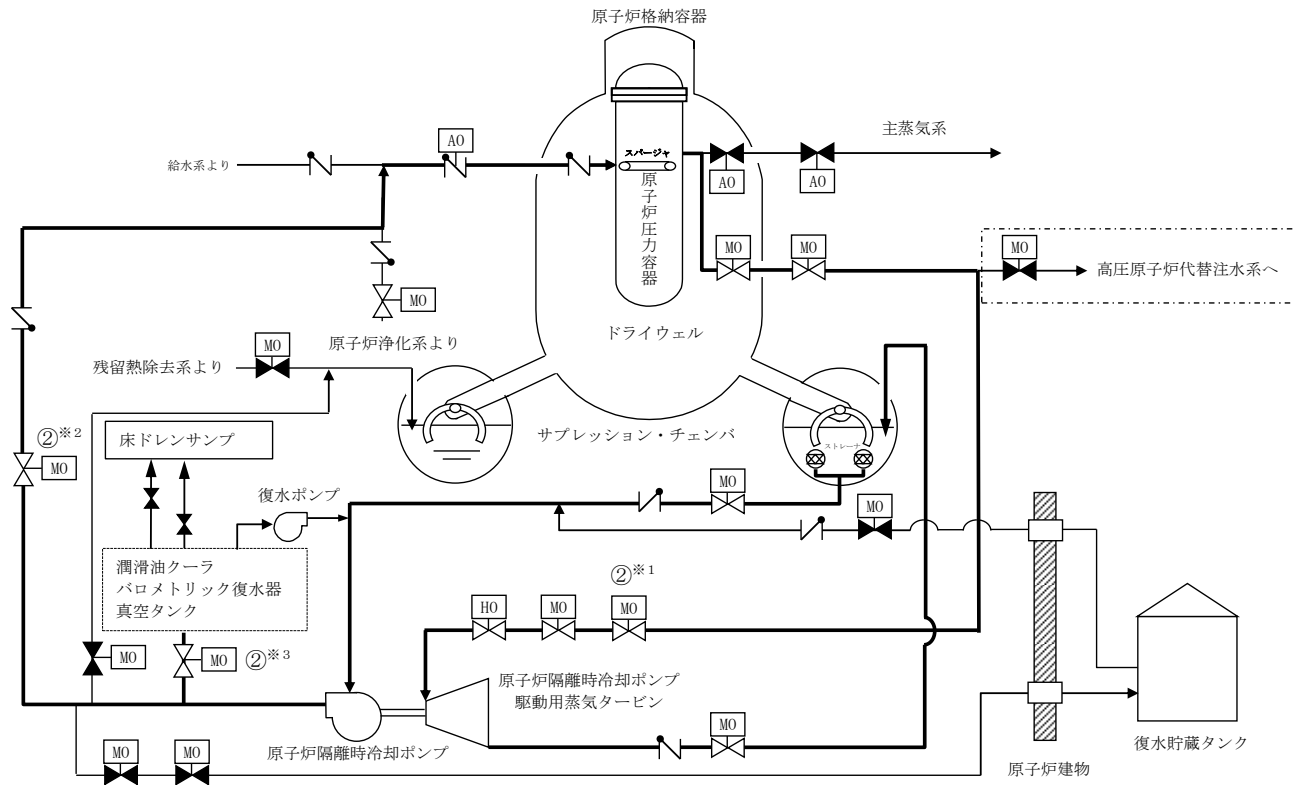 原子炉格納容器
AO
主蒸気系
給水系より
スパージャ
原子炉圧力容器
AO
AO
MO
MO
MO
高圧原子炉代替注水系へ
MO
ドライウェル
MO
原子炉浄化系より
残留熱除去系より
②※2
MO
床ドレンサンプ
サプレッション・チェンバ
ストレーナ
復水ポンプ
MO
MO
潤滑油クーラ
バロメトリック復水器
真空タンク
②※1
HO
MO
MO
MO
MO
②※3
原子炉隔離時冷却ポンプ
駆動用蒸気タービン
MO
原子炉隔離時冷却ポンプ
MO
MO
復水貯蔵タンク
原子炉建物